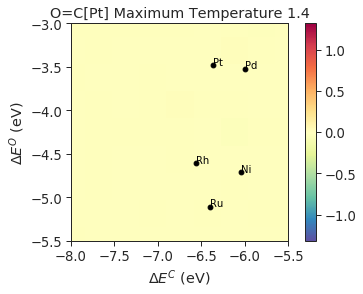 O=C[Pt] Maximum Temperature 1.4
−3.0
−3.5
−4.0
−4.5
−5.0
−5.5
ΔE^O (eV)
Pt
Pd
Rh
Ni
Ru
−8.0 −7.5 −7.0 −6.5 −6.0 −5.5
ΔE^C (eV)
1.0
0.5
0.0
−0.5
−1.0